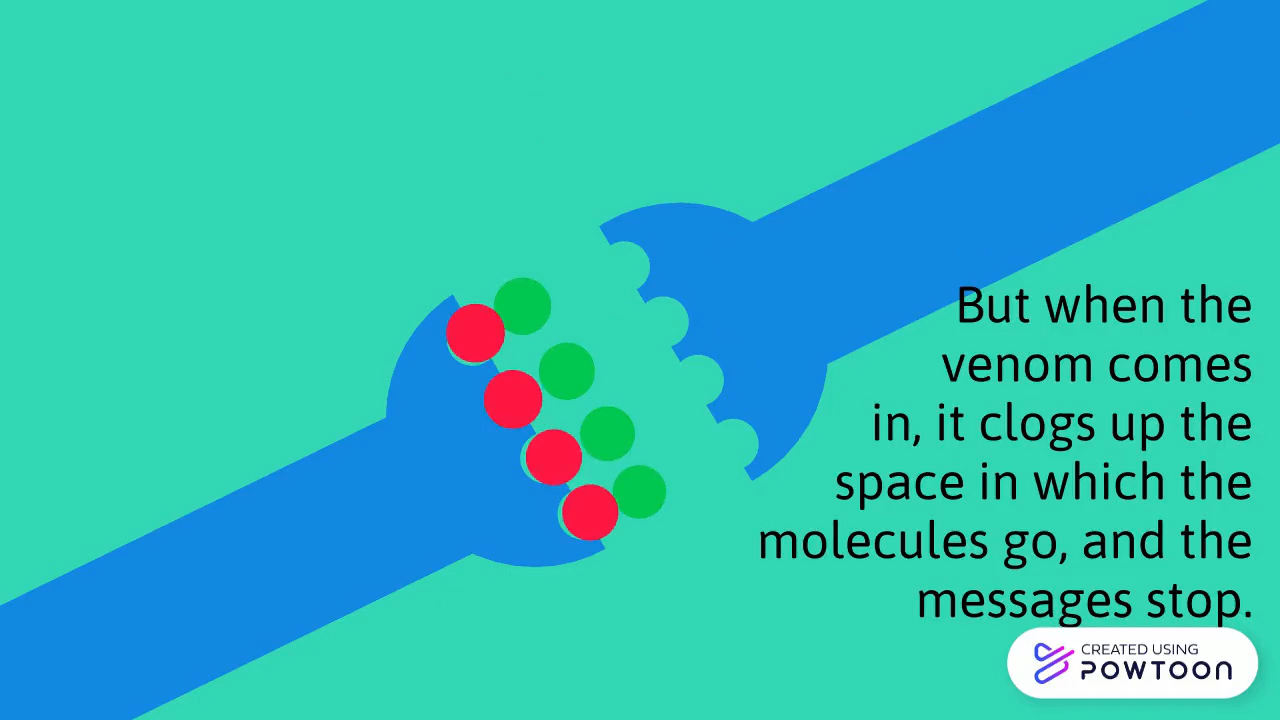 But when the
venom comes
in, it clogs up the
space in which the
molecules go, and the
messages stop.
CREATED USING
POWTOON